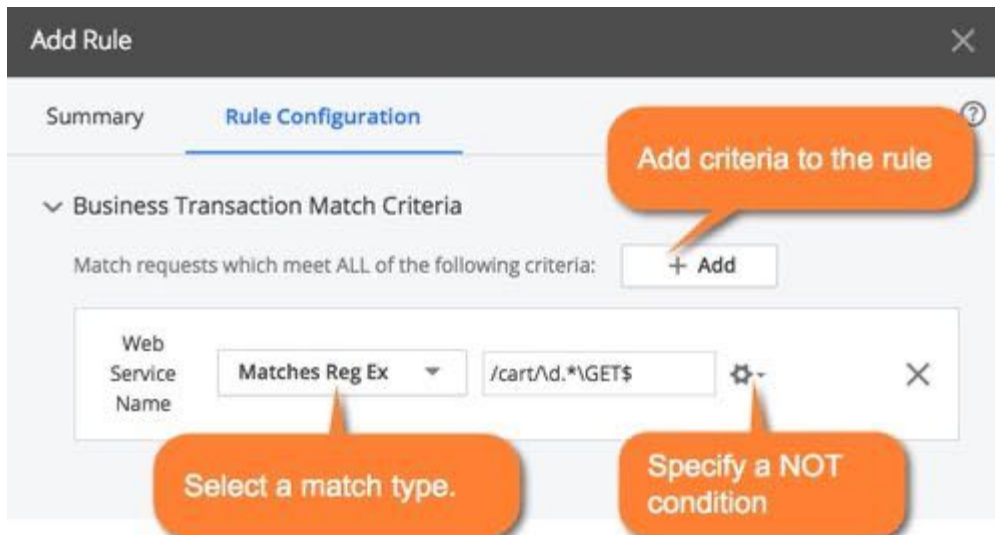 Add Rule
Summary
Rule Configuration
Add criteria to the rule
Business Transaction Match Criteria
Match requests which meet ALL of the following criteria:
+ Add
Web
Service
Name
Matches Reg Ex
/cart/\d.*\GET$
Select a match type.
Specify a NOT
condition